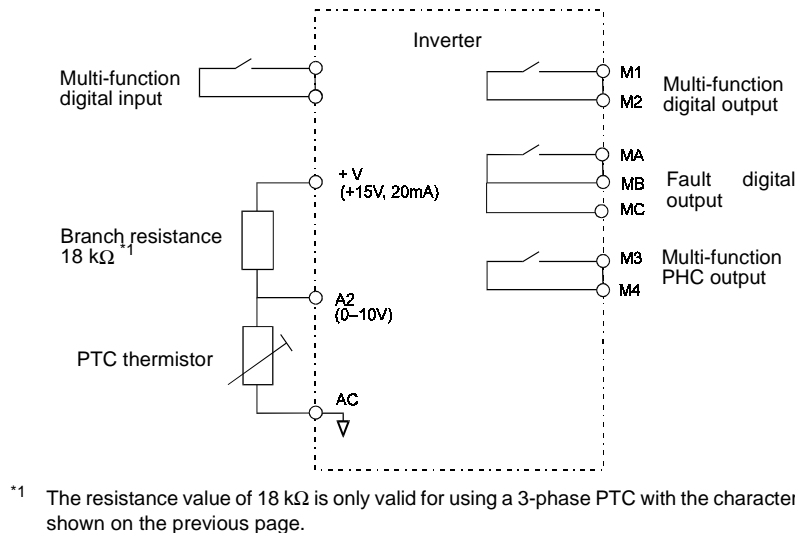 Inverter
Multi-function
digital input
M1
M2
Multi-function
digital output
+ V
(+15V, 20mA)
MA
MB
MC
Fault digital
output
Branch resistance
18 kΩ *1
A2
(0–10V)
M3
M4
Multi-function
PHC output
PTC thermistor
AC
*1 The resistance value of 18 kΩ is only valid for using a 3-phase PTC with the character
shown on the previous page.